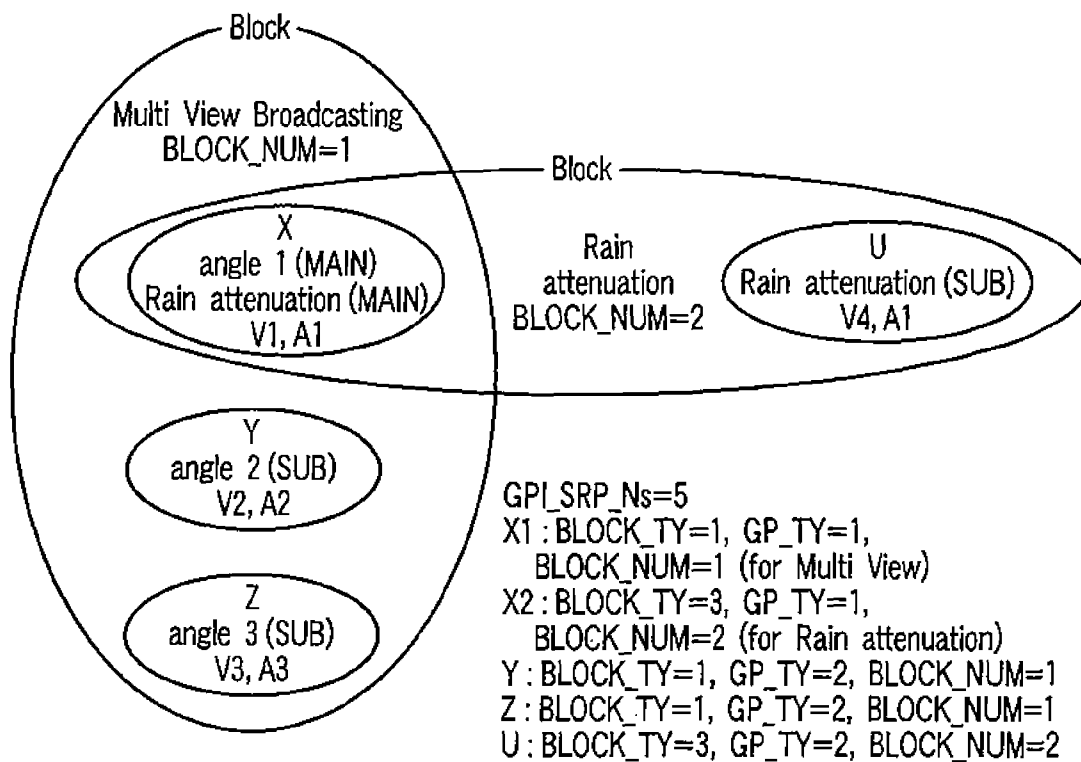 Block
Multi View Broadcasting
BLOCK_NUM=1
Block
X
angle 1 (MAIN)
Rain attenuation (MAIN)
V1, A1
Rain
attenuation
BLOCK_NUM=2
U
Rain attenuation (SUB)
V4, A1
Y
angle 2 (SUB)
V2, A2
Z
angle 3 (SUB)
V3, A3
GPI_SRP_Ns=5
X1 : BLOCK_TY=1, GP_TY=1,
BLOCK_NUM=1 (for Multi View)
X2 : BLOCK_TY=3, GP_TY=1,
BLOCK_NUM=2 (for Rain attenuation)
Y : BLOCK_TY=1, GP_TY=2, BLOCK_NUM=1
Z : BLOCK_TY=1, GP_TY=2, BLOCK_NUM=1
U : BLOCK_TY=3, GP_TY=2, BLOCK_NUM=2